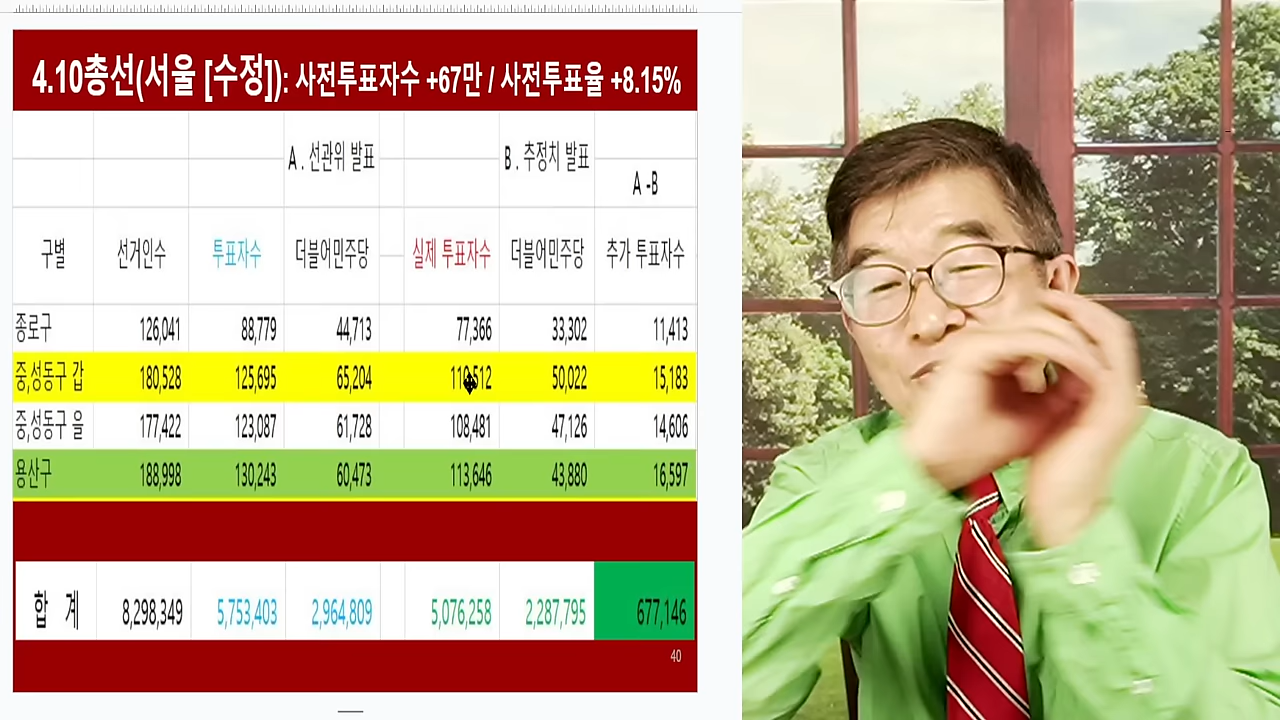 4.10총선(서울 [수정]): 사전투표자수 +67만 / 사전투표율 +8.15%
A . 선관위 발표 B . 추정치 발표 A -B
구별 선거인수 투표자수 더불어민주당 실제 투표자수 더불어민주당 추가 투표자수
종로구 126,041 88,779 44,713 77,366 33,302 11,413
중,성동구 갑 180,528 125,695 65,204 110,512 50,022 15,183
중,성동구 을 177,422 123,087 61,728 108,481 47,126 14,606
용산구 188,998 130,243 60,473 113,646 43,880 16,597
합 계 8,298,349 5,753,403 2,964,809 5,076,258 2,287,795 677,146
40